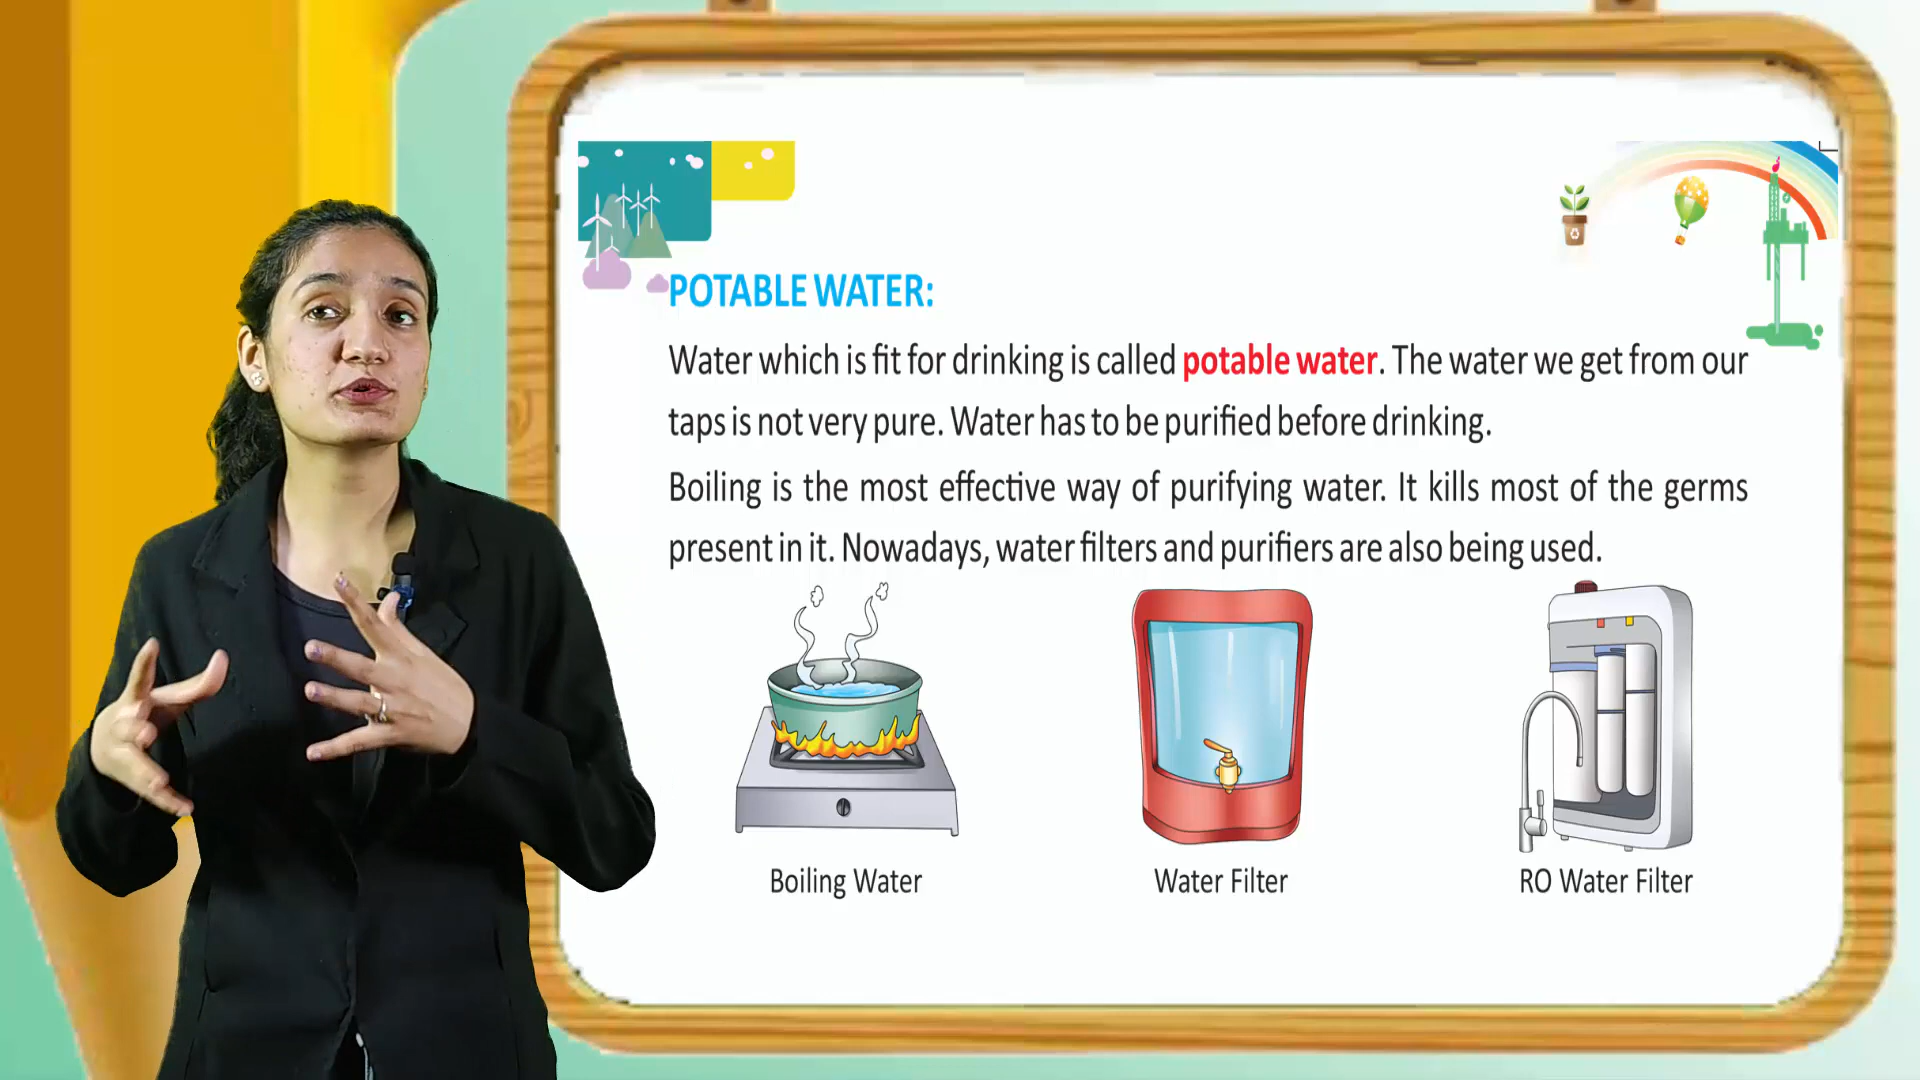 POTABLE WATER:
Water which is fit for drinking is called potable water. The water we get from our
taps is not very pure. Water has to be purified before drinking.
Boiling is the most effective way of purifying water. It kills most of the germs
present in it. Nowadays, water filters and purifiers are also being used.
Boiling Water
Water Filter
RO Water Filter